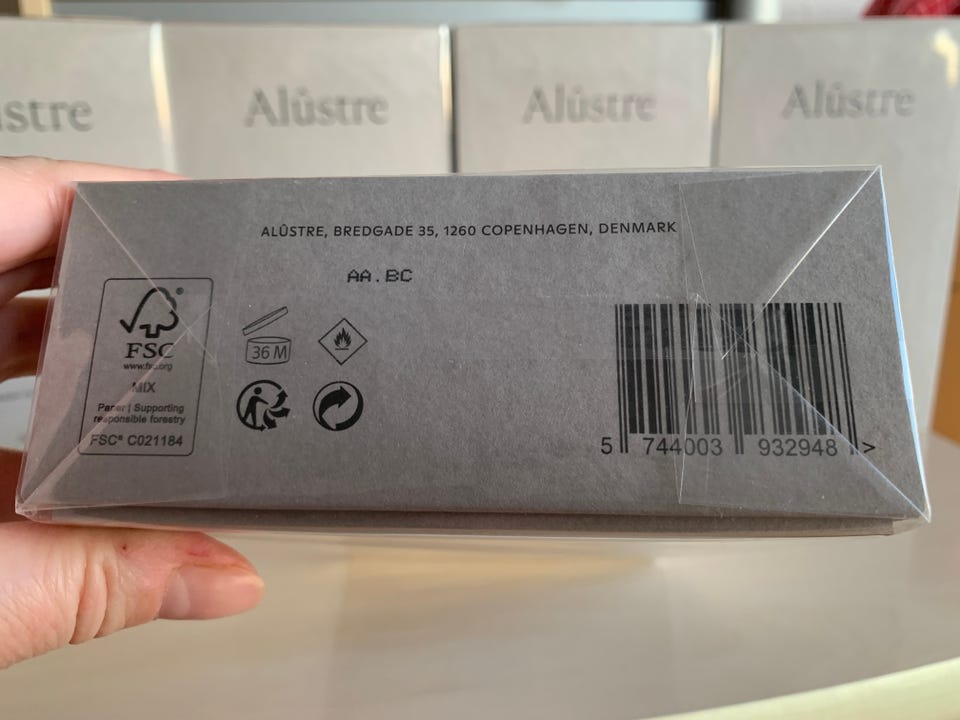 ûstre
Alûstre
Alûstre
Alûstre
ALÛSTRE, BREDGADE 35, 1260 COPENHAGEN, DENMARK
AA.BC
FSC®
www.fsc.org
MIX
Paper | Supporting
responsible forestry
FSC® C021184
36 M
5 744003 932948 >